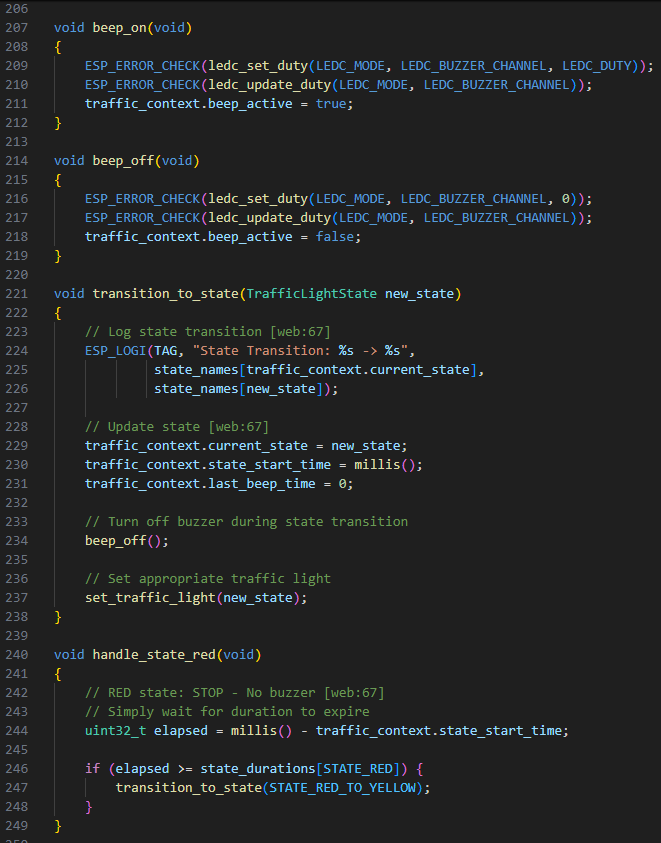 206
207 void beep_on(void)
208 {
209     ESP_ERROR_CHECK(ledc_set_duty(LEDC_MODE, LEDC_BUZZER_CHANNEL, LEDC_DUTY));
210     ESP_ERROR_CHECK(ledc_update_duty(LEDC_MODE, LEDC_BUZZER_CHANNEL));
211     traffic_context.beep_active = true;
212 }
213
214 void beep_off(void)
215 {
216     ESP_ERROR_CHECK(ledc_set_duty(LEDC_MODE, LEDC_BUZZER_CHANNEL, 0));
217     ESP_ERROR_CHECK(ledc_update_duty(LEDC_MODE, LEDC_BUZZER_CHANNEL));
218     traffic_context.beep_active = false;
219 }
220
221 void transition_to_state(TrafficLightState new_state)
222 {
223     // Log state transition [web:67]
224     ESP_LOGI(TAG, "State Transition: %s -> %s",
225              state_names[traffic_context.current_state],
226              state_names[new_state]);
227
228     // Update state [web:67]
229     traffic_context.current_state = new_state;
230     traffic_context.state_start_time = millis();
231     traffic_context.last_beep_time = 0;
232
233     // Turn off buzzer during state transition
234     beep_off();
235
236     // Set appropriate traffic light
237     set_traffic_light(new_state);
238 }
239
240 void handle_state_red(void)
241 {
242     // RED state: STOP - No buzzer [web:67]
243     // Simply wait for duration to expire
244     uint32_t elapsed = millis() - traffic_context.state_start_time;
245
246     if (elapsed >= state_durations[STATE_RED]) {
247         transition_to_state(STATE_RED_TO_YELLOW);
248     }
249 }